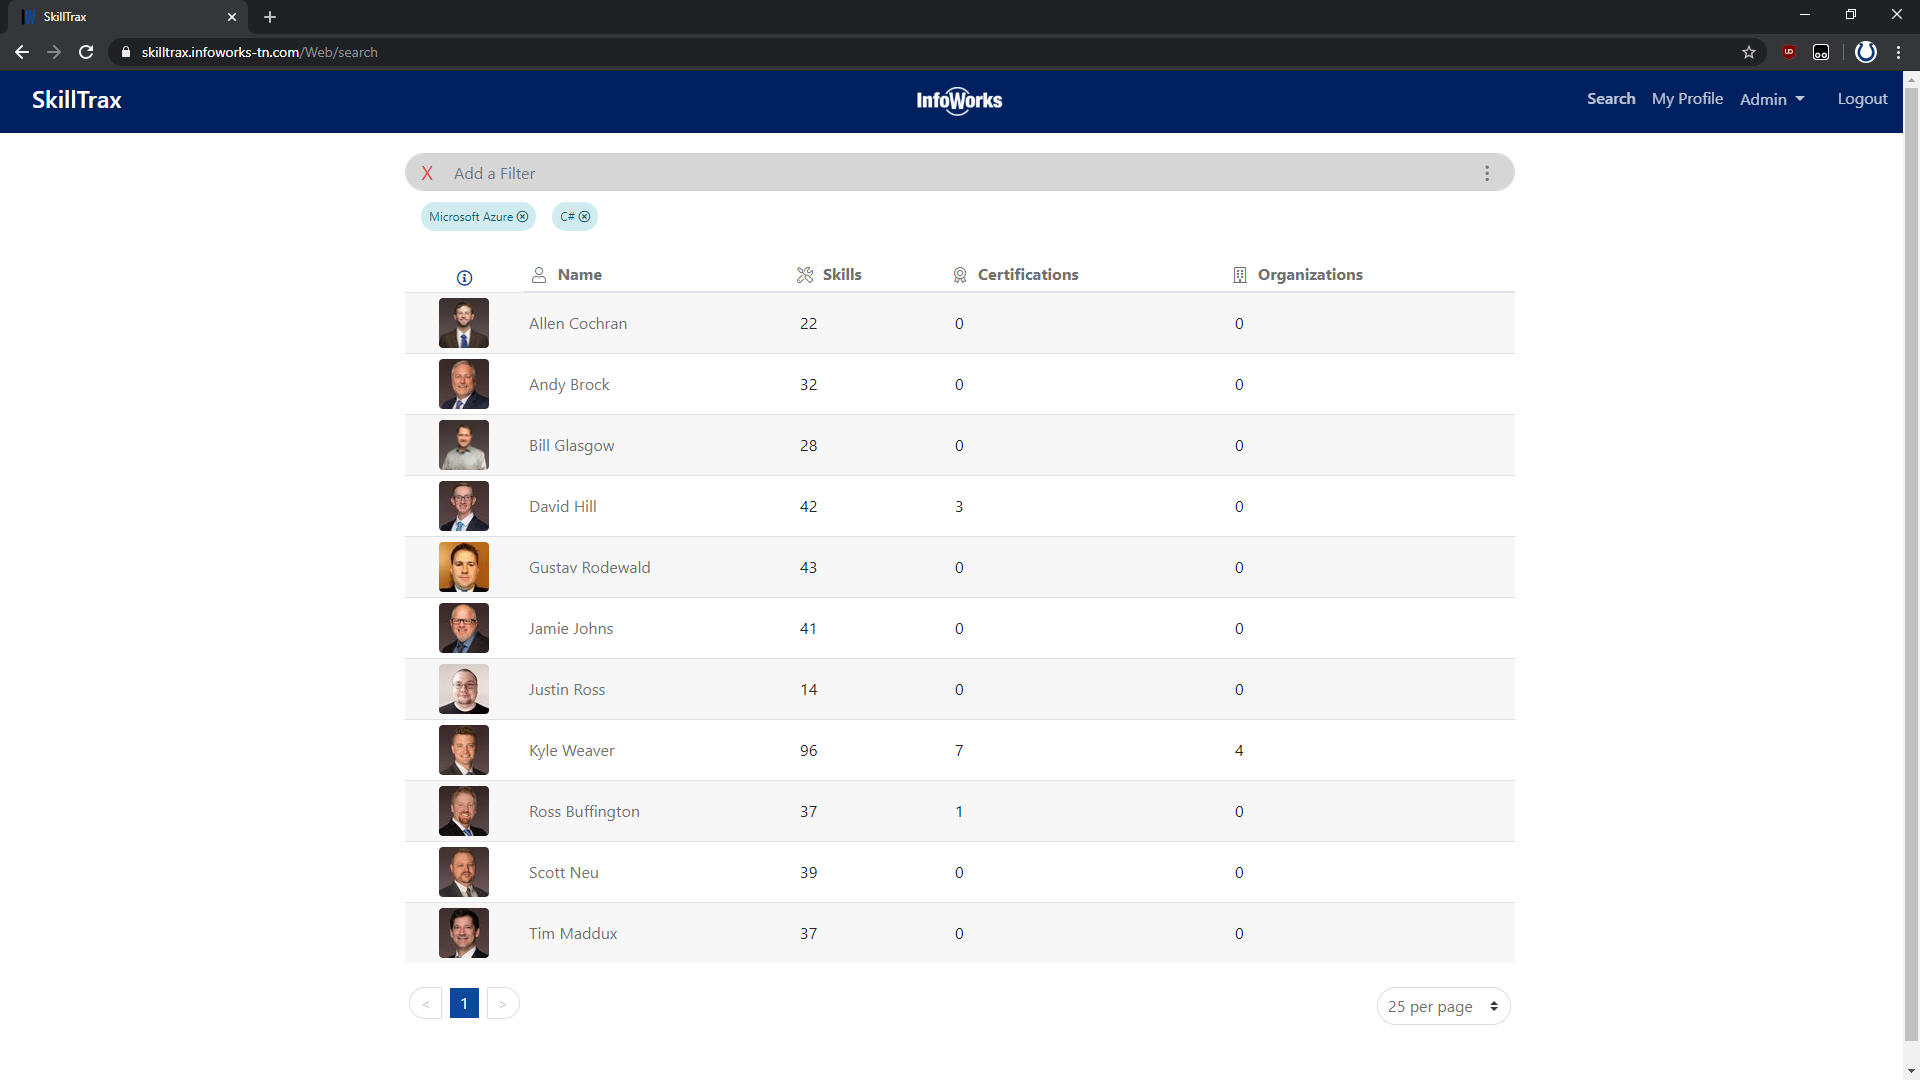 SkillTrax
skilltrax.infoworks-tn.com/Web/search
SkillTrax
InfoWorks
Search My Profile Admin Logout
X Add a Filter
Microsoft Azure C#
Name Skills Certifications Organizations
Allen Cochran 22 0 0
Andy Brock 32 0 0
Bill Glasgow 28 0 0
David Hill 42 3 0
Gustav Rodewald 43 0 0
Jamie Johns 41 0 0
Justin Ross 14 0 0
Kyle Weaver 96 7 4
Ross Buffington 37 1 0
Scott Neu 39 0 0
Tim Maddux 37 0 0
< 1 > 25 per page